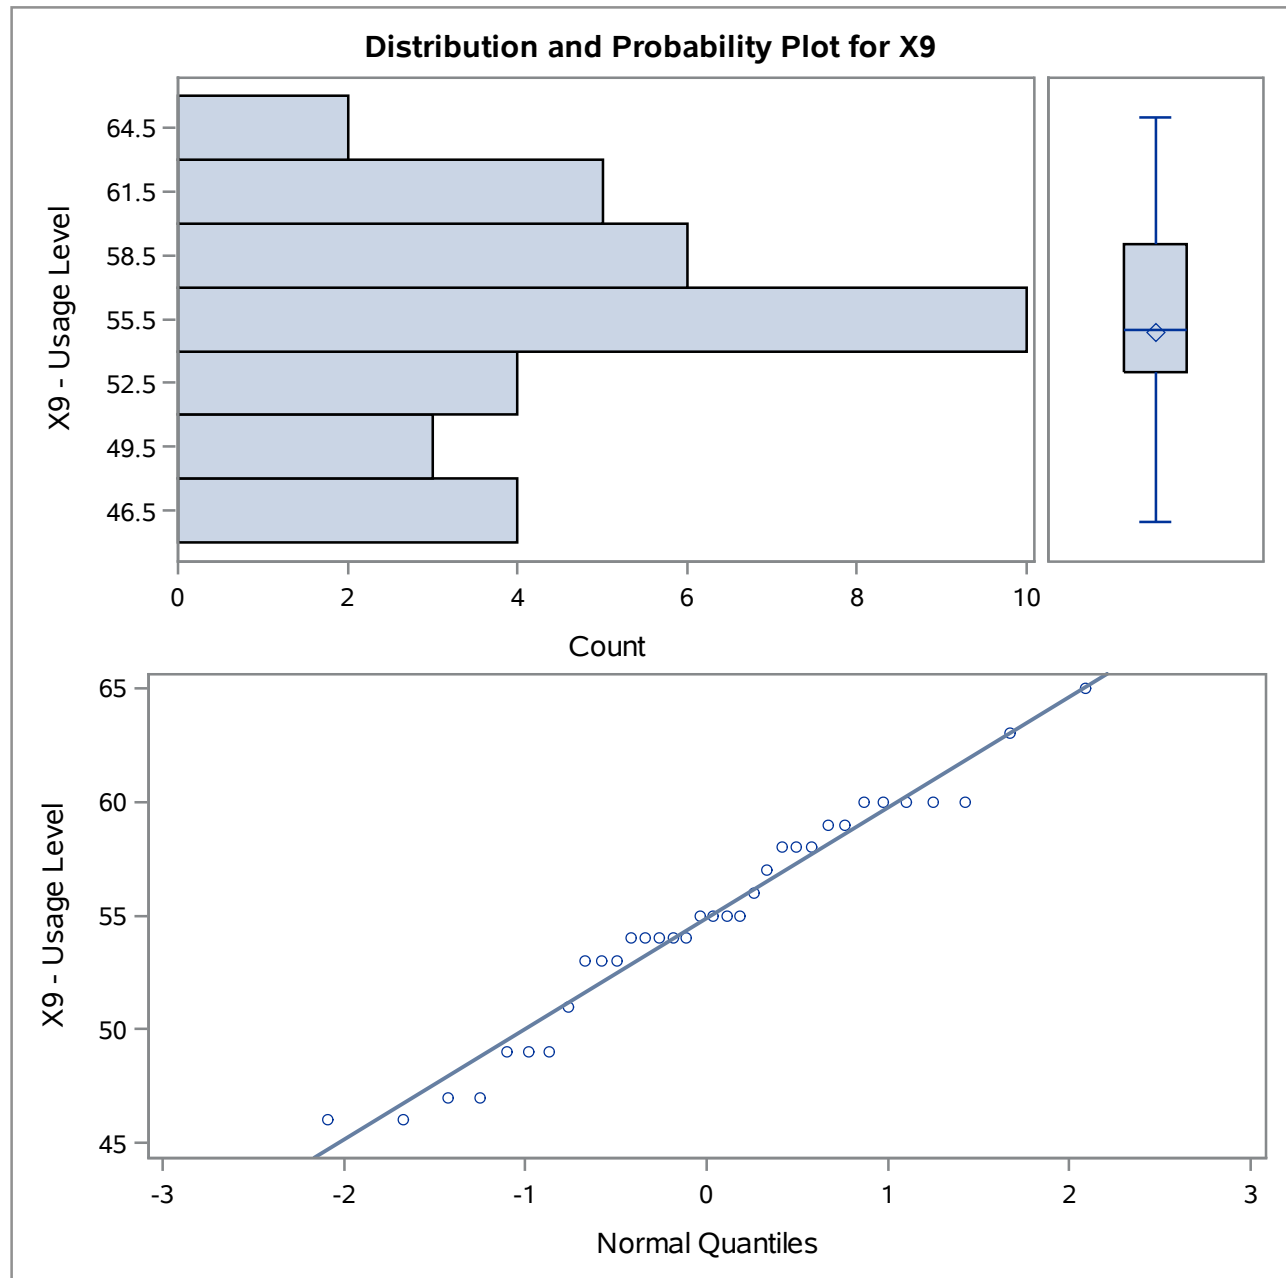 Distribution and Probability Plot for X9
X9 - Usage Level
64.5
61.5
58.5
55.5
52.5
49.5
46.5
0 2 4 6 8 10
Count
X9 - Usage Level
65
60
55
50
45
-3 -2 -1 0 1 2 3
Normal Quantiles